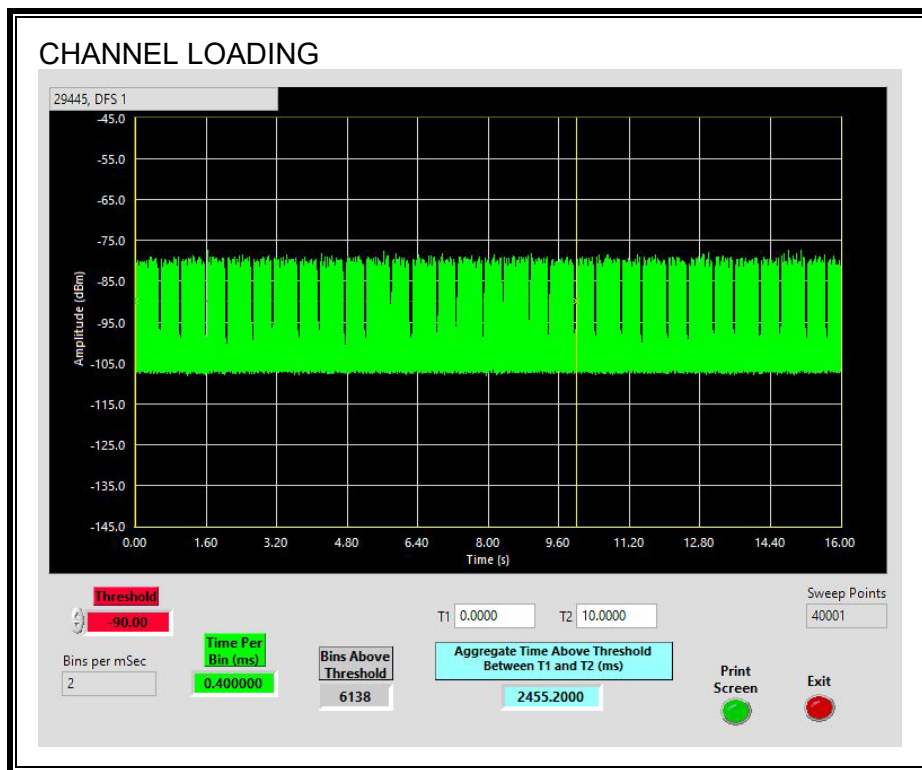 CHANNEL LOADING
29445, DFS 1
-45.0
-55.0
-65.0
-75.0
-85.0
-95.0
-105.0
-115.0
-125.0
-135.0
-145.0
Amplitude (dBm)
0.00 1.60 3.20 4.80 6.40 8.00 9.60 11.20 12.80 14.40 16.00
Time (s)
Threshold
-90.00
Bins per mSec
2
Time Per
Bin (ms)
0.400000
Bins Above
Threshold
6138
T1 0.0000 T2 10.0000
Aggregate Time Above Threshold
Between T1 and T2 (ms)
2455.2000
Sweep Points
40001
Print
Screen
Exit